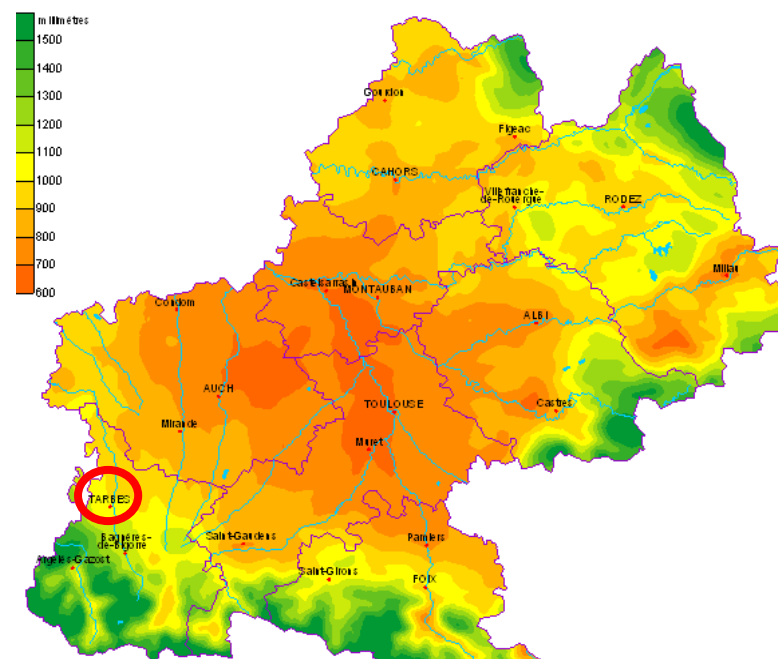 millimétres
1500
1400
1300
1200
1100
1000
900
800
700
600
Gourdon
Figeac
CAHORS
Villefranche-
de-Rouergue
RODEZ
Millau
Castelsarrasin
MONTAUBAN
Condom
ALBI
AUCH
TOULOUSE
Castres
Mirande
Muret
TARBES
Bagnères-
de-Bigorre
Saint-Gaudens
Pamiers
Argelès-Gazost
Saint-Girons
FOIX